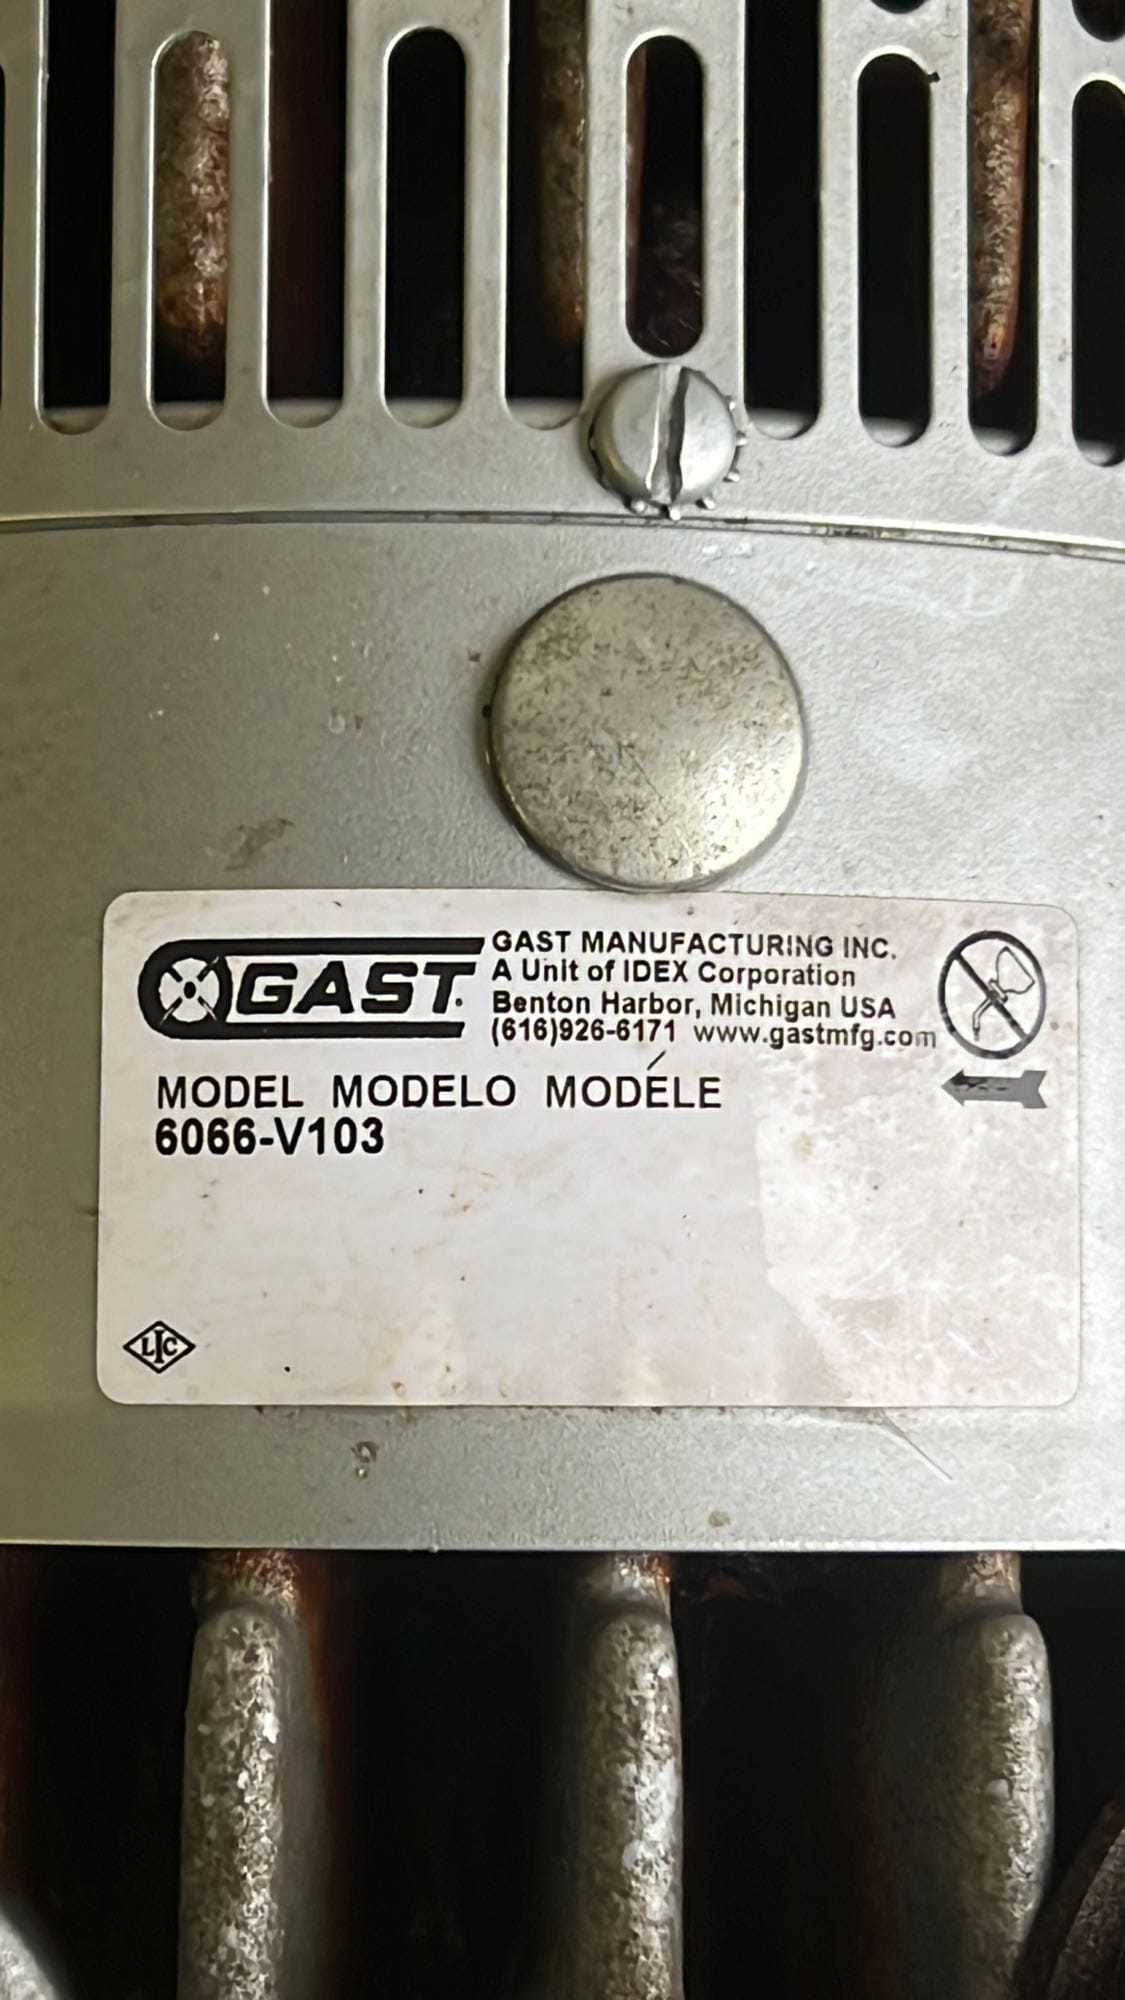 GAST
GAST MANUFACTURING INC.
A Unit of IDEX Corporation
Benton Harbor, Michigan USA
(616)926-6171 www.gastmfg.com
MODEL MODELO MODÉLE
6066-V103
LIC